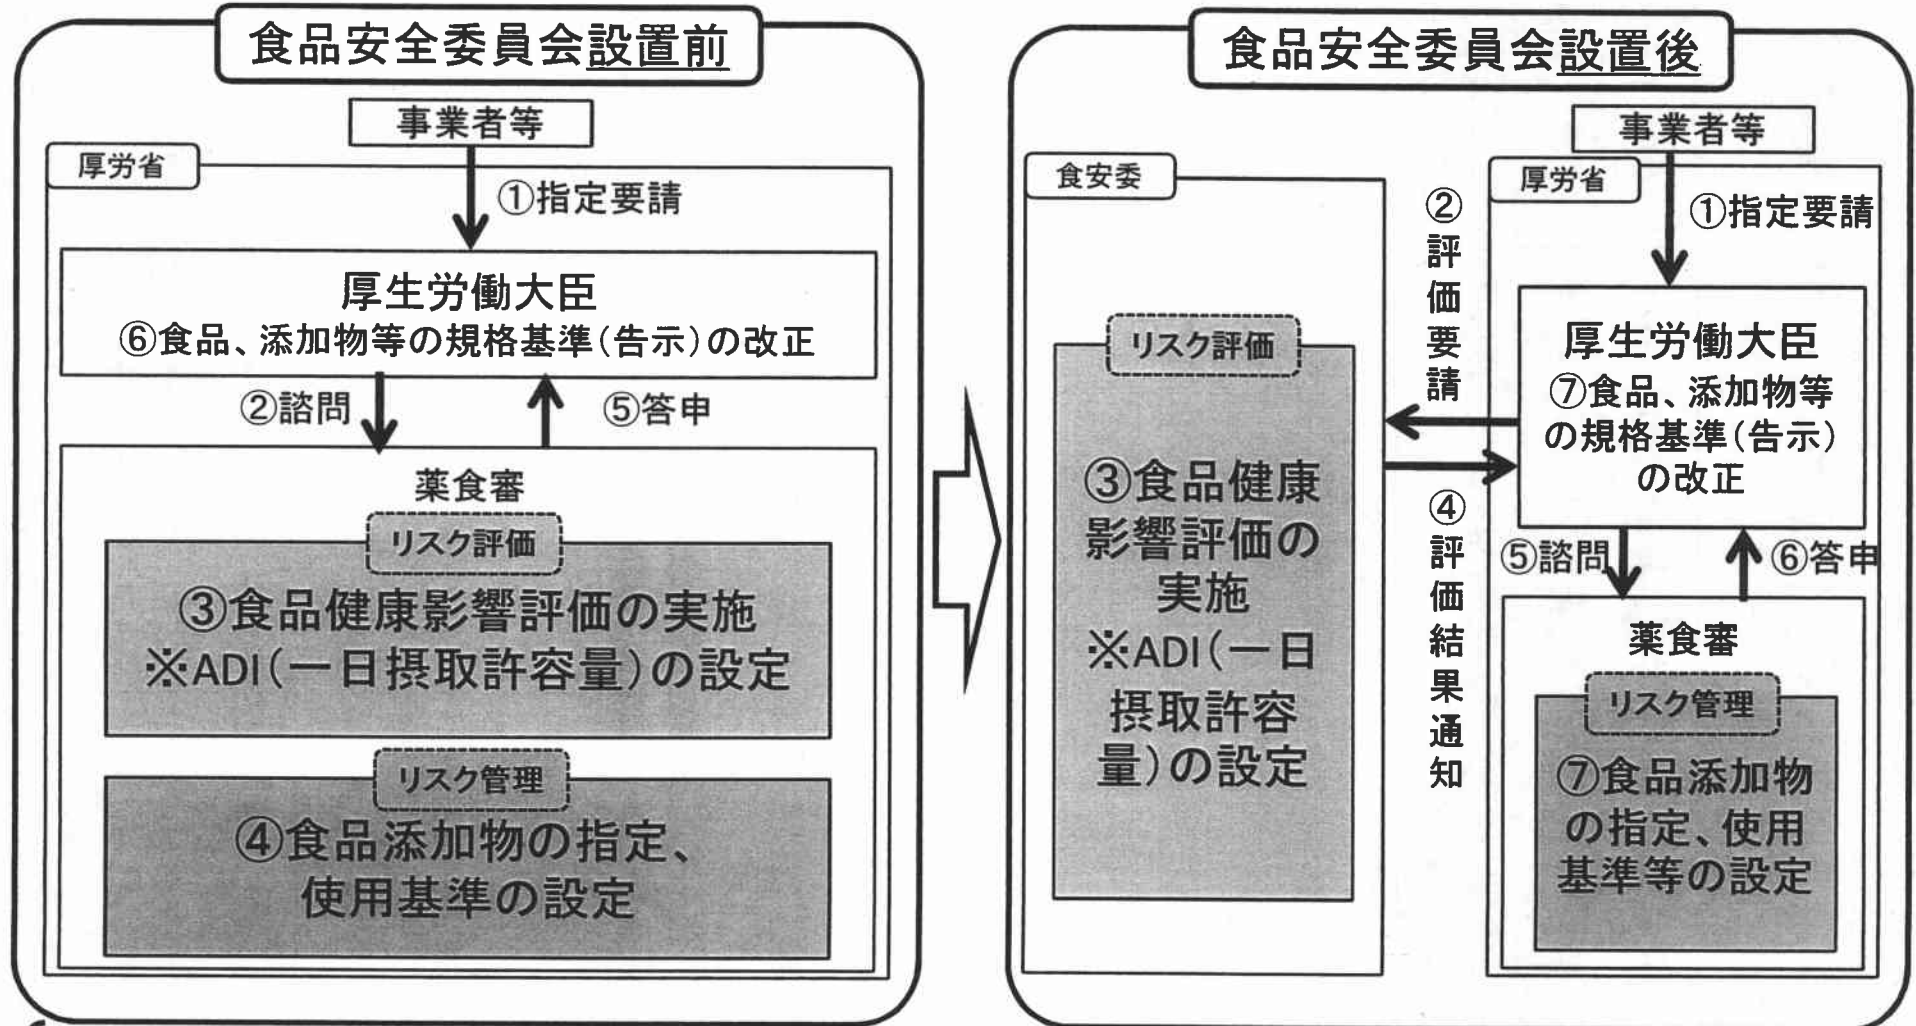 食品安全委員会設置前
事業者等
厚労省
①指定要請
厚生労働大臣
⑥食品、添加物等の規格基準(告示)の改正
②諮問
⑤答申
薬食審
リスク評価
③食品健康影響評価の実施
※ADI(一日摂取許容量)の設定
リスク管理
④食品添加物の指定、
使用基準の設定
食品安全委員会設置後
事業者等
食安委
厚労省
①指定要請
②評価要請
リスク評価
③食品健康
影響評価の
実施
※ADI(一日
摂取許容
量)の設定
④評価結果通知
厚生労働大臣
⑦食品、添加物等
の規格基準(告示)
の改正
⑤諮問
⑥答申
薬食審
リスク管理
⑦食品添加物
の指定、使用
基準等の設定